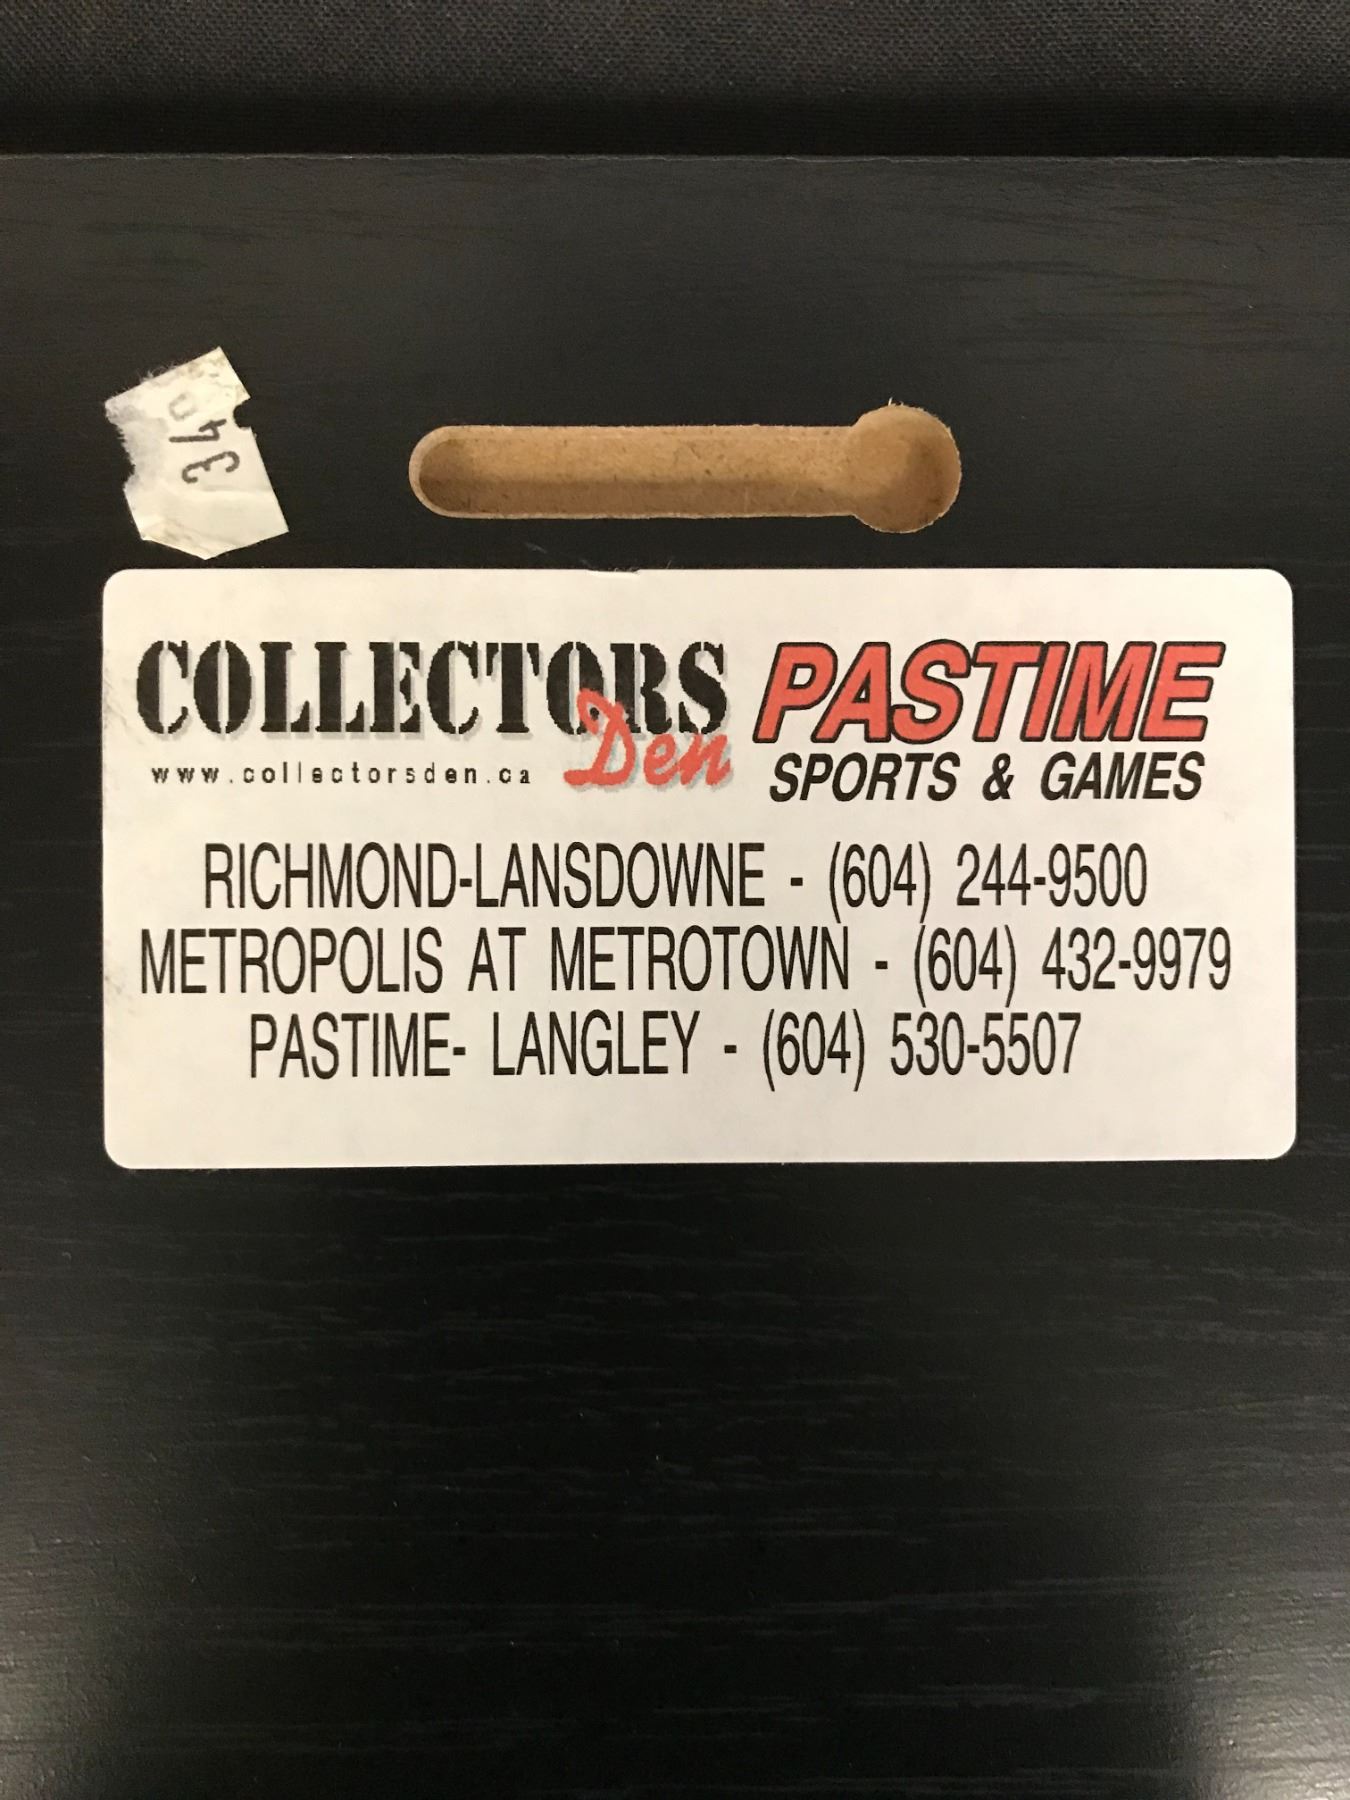 340
COLLECTORS Den
www.collectorsden.ca
PASTIME
SPORTS & GAMES
RICHMOND-LANSDOWNE - (604) 244-9500
METROPOLIS AT METROTOWN - (604) 432-9979
PASTIME- LANGLEY - (604) 530-5507